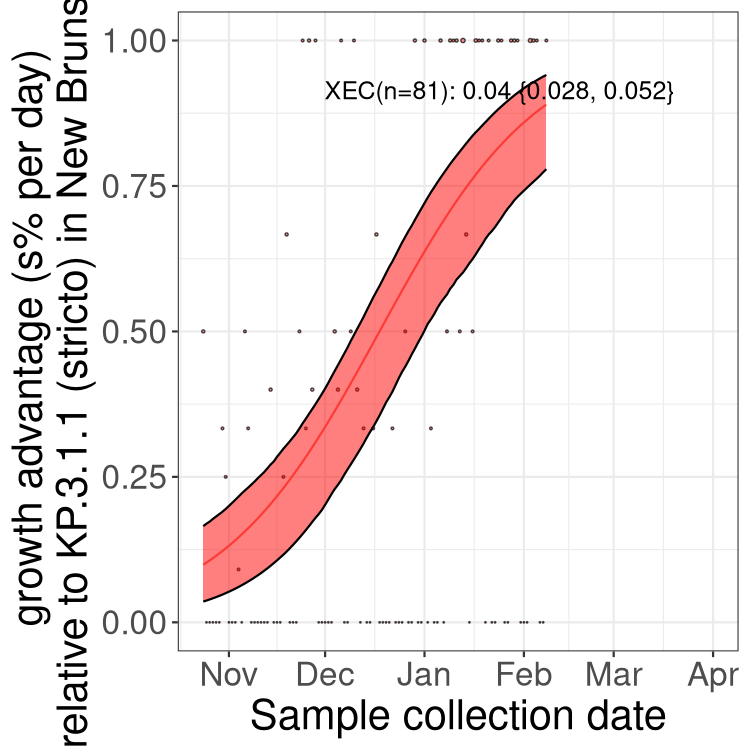 growth advantage (s% per day)
relative to KP.3.1.1 (stricto) in New Bruns
1.00
0.75
0.50
0.25
0.00
XEC(n=81): 0.04 {0.028, 0.052}
Nov Dec Jan Feb Mar Apr
Sample collection date